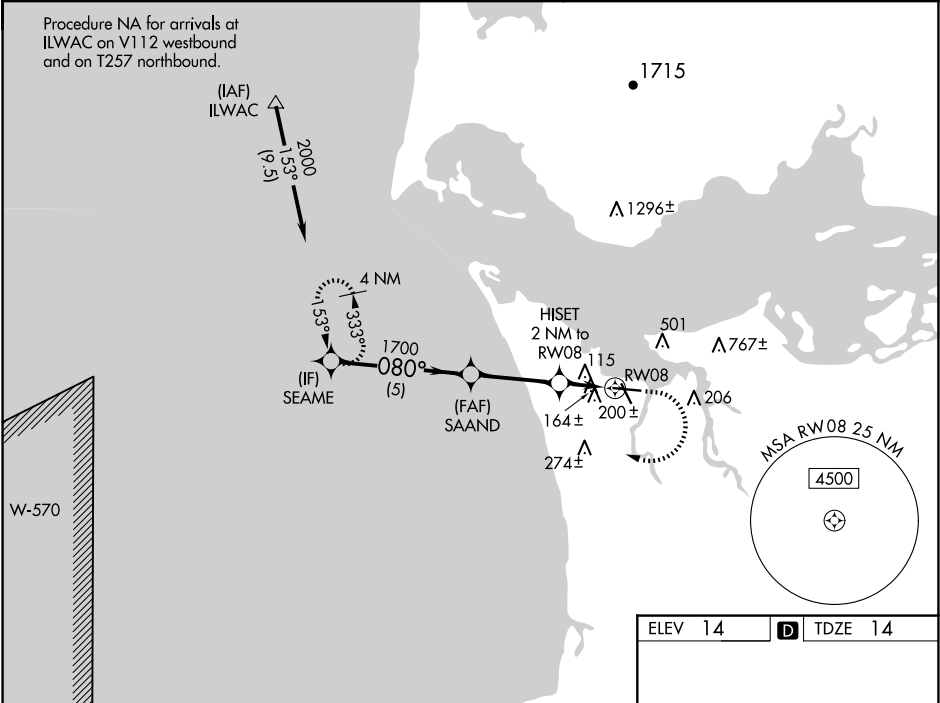 Procedure NA for arrivals at
ILWAC on V112 westbound
and on T257 northbound.
1715
(IAF)
ILWAC
2000
153°
(9.5)
1296±
4 NM
153°
333°
HISET
2 NM to
RW08
501
767±
1700
080°
(5)
115
RW08
(IF)
SEAME
(FAF)
SAAND
164±
200±
206
274±
MSA RW08 25 NM
4500
W-570
ELEV 14 D TDZE 14